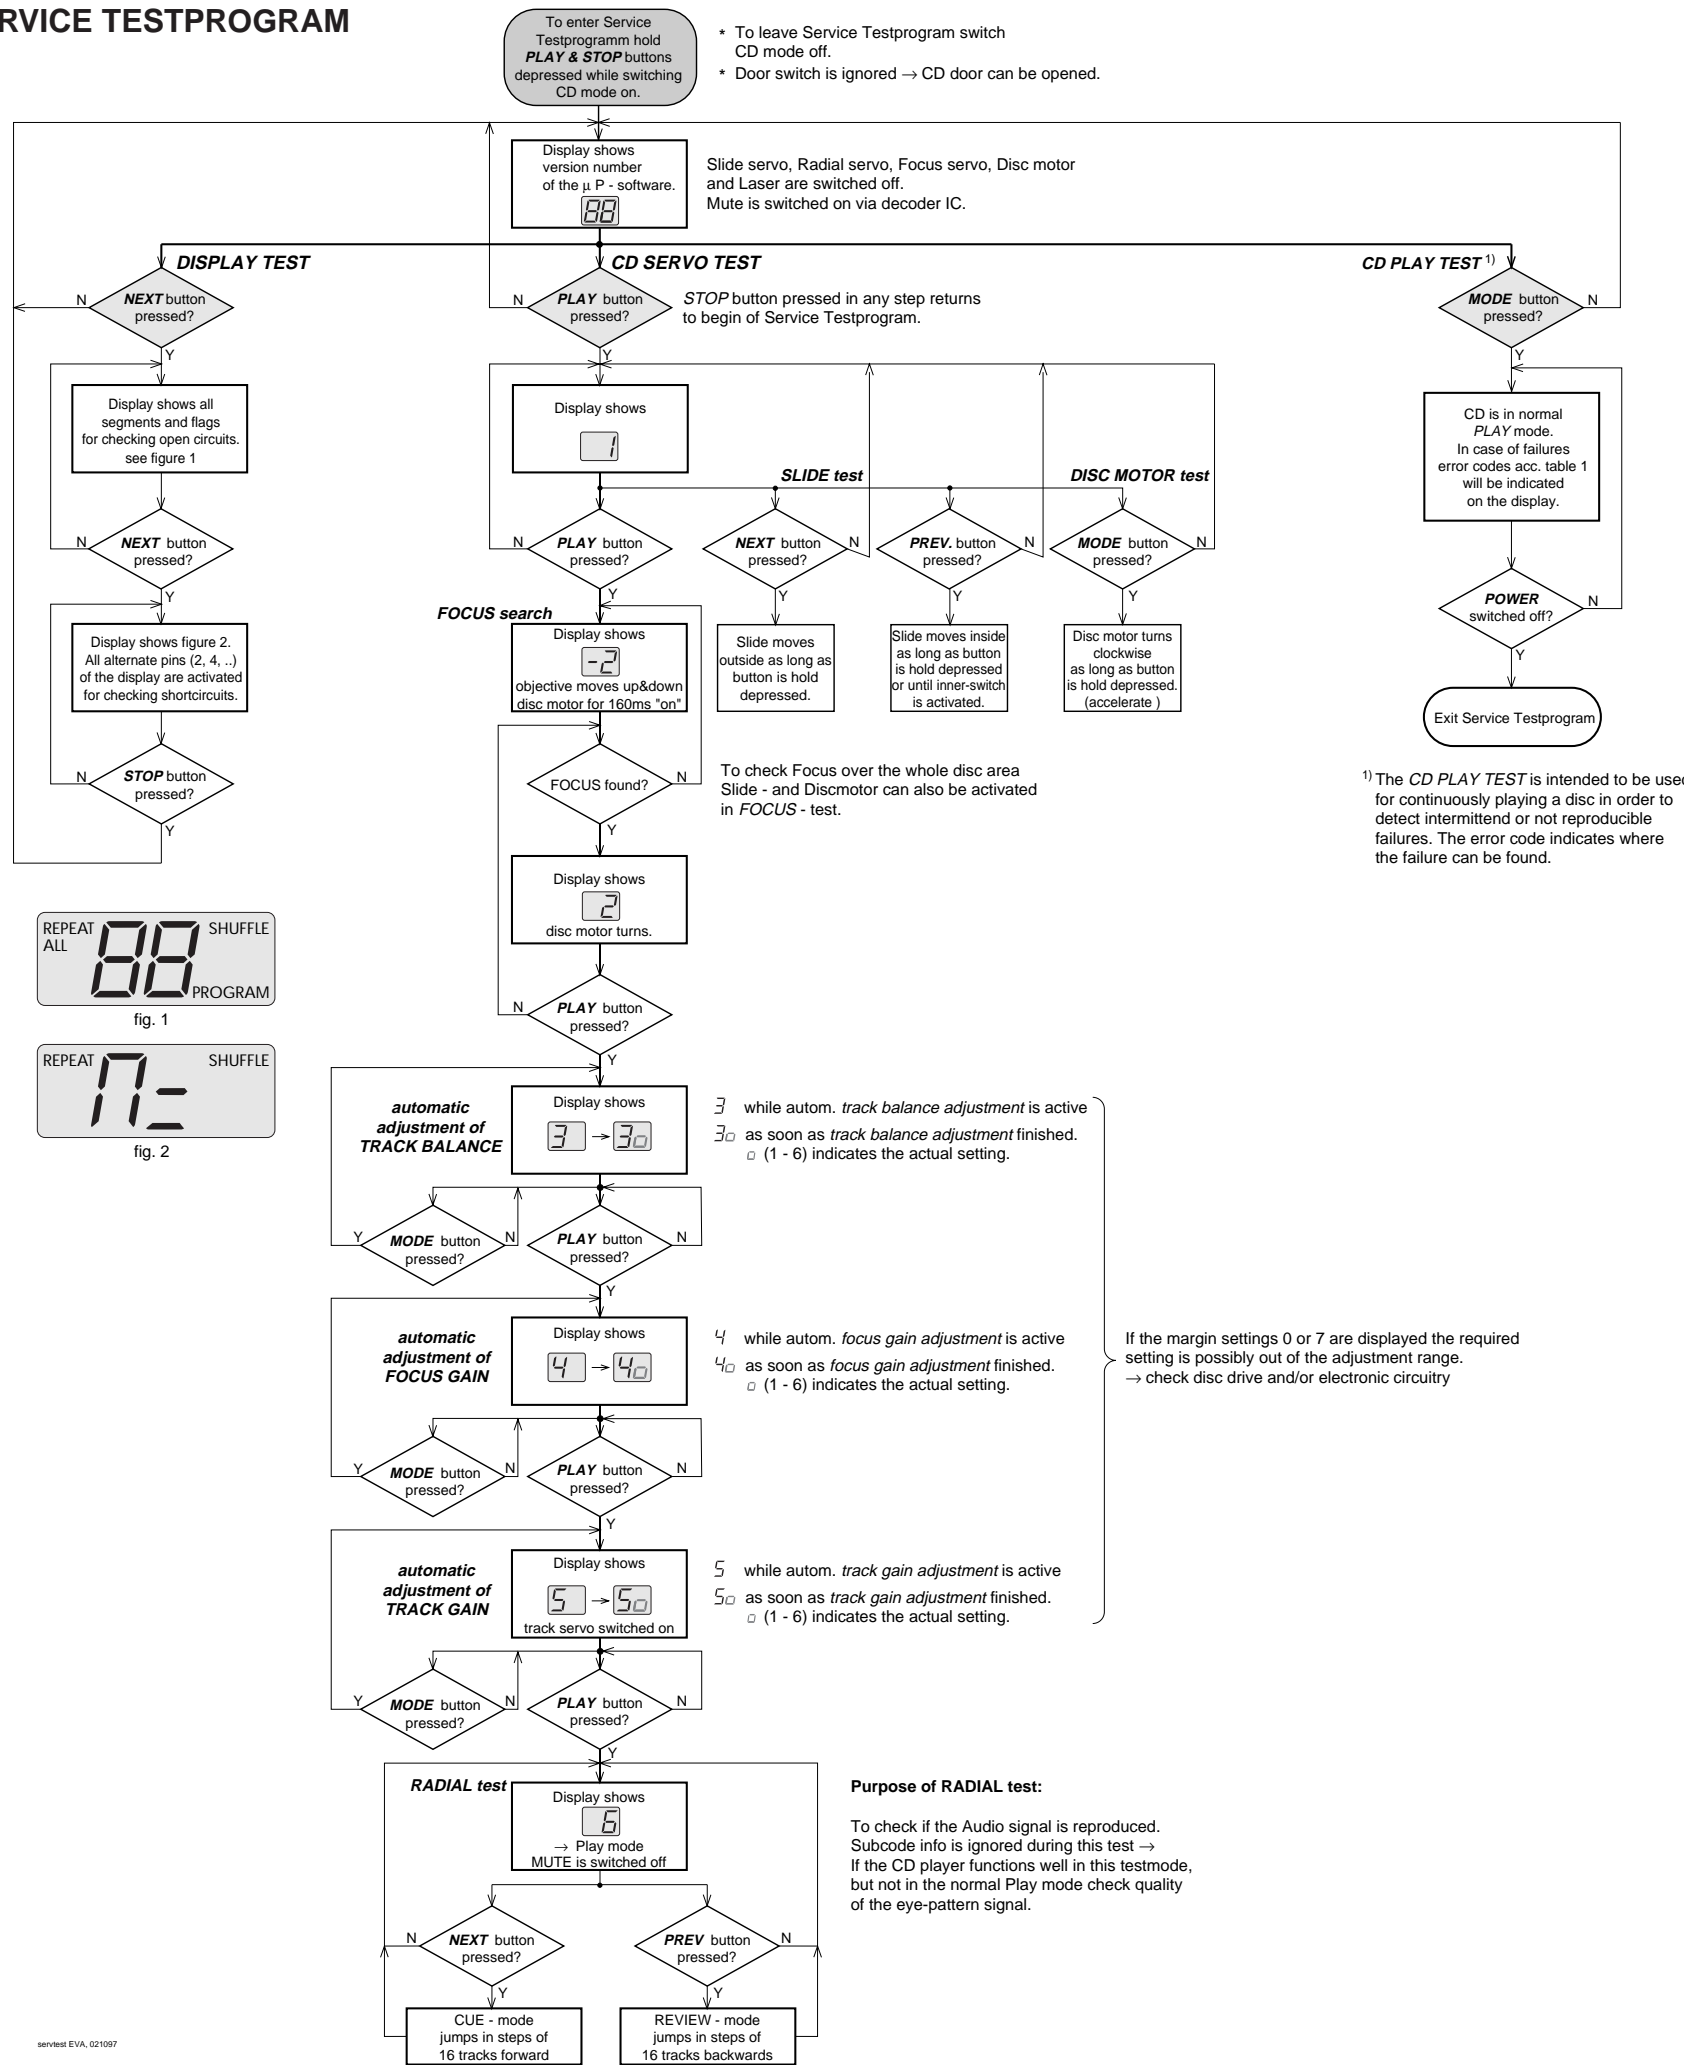 RVICE TESTPROGRAM
To enter Service
Testprogramm hold
PLAY & STOP buttons
depressed while switching
CD mode on.
* To leave Service Testprogram switch
CD mode off.
* Door switch is ignored → CD door can be opened.
Display shows
version number
of the μ P - software.
88
Slide servo, Radial servo, Focus servo, Disc motor
and Laser are switched off.
Mute is switched on via decoder IC.
DISPLAY TEST
NEXT button
pressed?
N
Y
Display shows all
segments and flags
for checking open circuits.
see figure 1
NEXT button
pressed?
N
Y
Display shows figure 2.
All alternate pins (2, 4, ..)
of the display are activated
for checking shortcircuits.
STOP button
pressed?
N
Y
REPEAT
ALL
88
SHUFFLE
PROGRAM
fig. 1
REPEAT
SHUFFLE
fig. 2
CD SERVO TEST
PLAY button
pressed?
N
Y
STOP button pressed in any step returns
to begin of Service Testprogram.
Display shows
1
PLAY button
pressed?
N
Y
SLIDE test
NEXT button
pressed?
N
Y
Slide moves
outside as long as
button is hold
depressed.
PREV. button
pressed?
N
Y
Slide moves inside
as long as button
is hold depressed
or until inner-switch
is activated.
DISC MOTOR test
MODE button
pressed?
N
Y
Disc motor turns
clockwise
as long as button
is hold depressed.
(accelerate )
FOCUS search
Display shows
-2
objective moves up&down
disc motor for 160ms "on"
FOCUS found?
N
Y
To check Focus over the whole disc area
Slide - and Discmotor can also be activated
in FOCUS - test.
Display shows
2
disc motor turns.
PLAY button
pressed?
N
Y
automatic
adjustment of
TRACK BALANCE
Display shows
3 → 3o
3 while autom. track balance adjustment is active
3o as soon as track balance adjustment finished.
o (1 - 6) indicates the actual setting.
MODE button
pressed?
Y
N
PLAY button
pressed?
N
Y
automatic
adjustment of
FOCUS GAIN
Display shows
4 → 4o
4 while autom. focus gain adjustment is active
4o as soon as focus gain adjustment finished.
o (1 - 6) indicates the actual setting.
If the margin settings 0 or 7 are displayed the required
setting is possibly out of the adjustment range.
→ check disc drive and/or electronic circuitry
MODE button
pressed?
Y
N
PLAY button
pressed?
N
Y
automatic
adjustment of
TRACK GAIN
Display shows
5 → 5o
track servo switched on
5 while autom. track gain adjustment is active
5o as soon as track gain adjustment finished.
o (1 - 6) indicates the actual setting.
MODE button
pressed?
Y
N
PLAY button
pressed?
N
Y
RADIAL test
Display shows
6
→ Play mode
MUTE is switched off
Purpose of RADIAL test:
To check if the Audio signal is reproduced.
Subcode info is ignored during this test →
If the CD player functions well in this testmode,
but not in the normal Play mode check quality
of the eye-pattern signal.
NEXT button
pressed?
N
Y
CUE - mode
jumps in steps of
16 tracks forward
PREV button
pressed?
N
Y
REVIEW - mode
jumps in steps of
16 tracks backwards
CD PLAY TEST 1)
MODE button
pressed?
N
Y
CD is in normal
PLAY mode.
In case of failures
error codes acc. table 1
will be indicated
on the display.
POWER
switched off?
N
Y
Exit Service Testprogram
1) The CD PLAY TEST is intended to be used
for continuously playing a disc in order to
detect intermittend or not reproducible
failures. The error code indicates where
the failure can be found.
servtest EVA, 021097